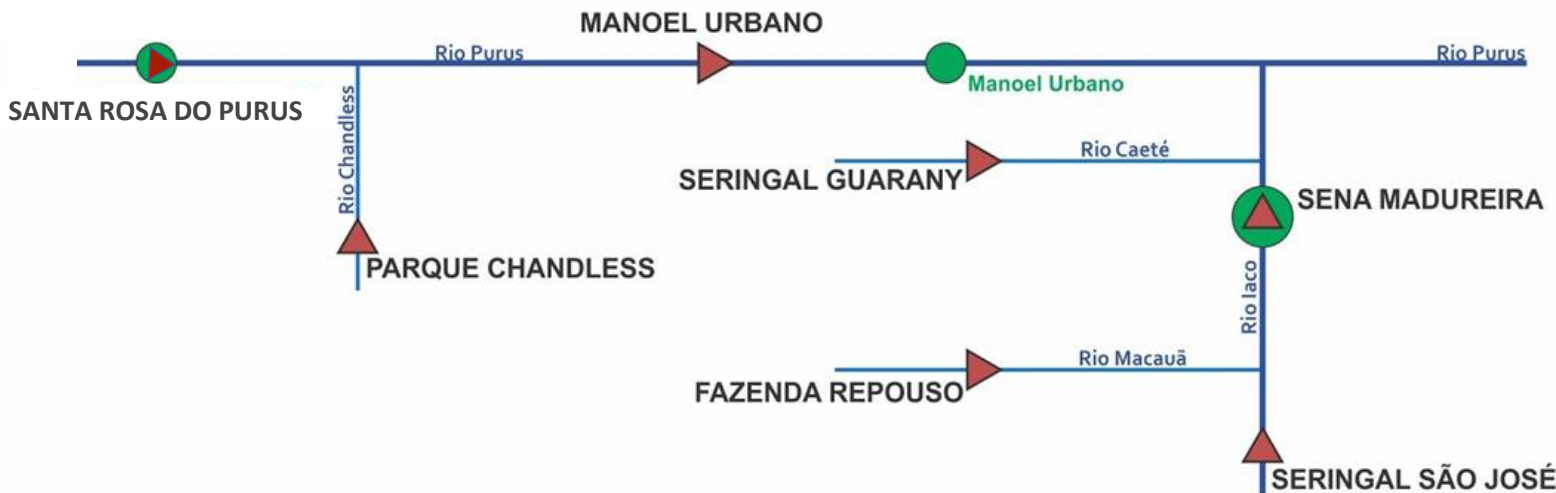 MANOEL URBANO
Rio Purus
Rio Purus
Manoel Urbano
SANTA ROSA DO PURUS
Rio Chandless
Rio Caeté
SERINGAL GUARANY
SENA MADUREIRA
PARQUE CHANDLESS
Rio Iaco
Rio Macauã
FAZENDA REPOUSO
SERINGAL SÃO JOSÉ